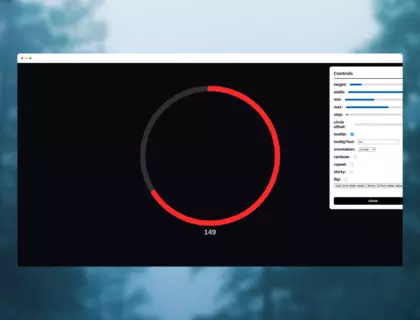 Controls
height:
width:
min:
max:
step:
circle
offset:
tooltip:
tooltipText:
orientation:
rainbow:
repeat:
sticky:
flip:
close
149